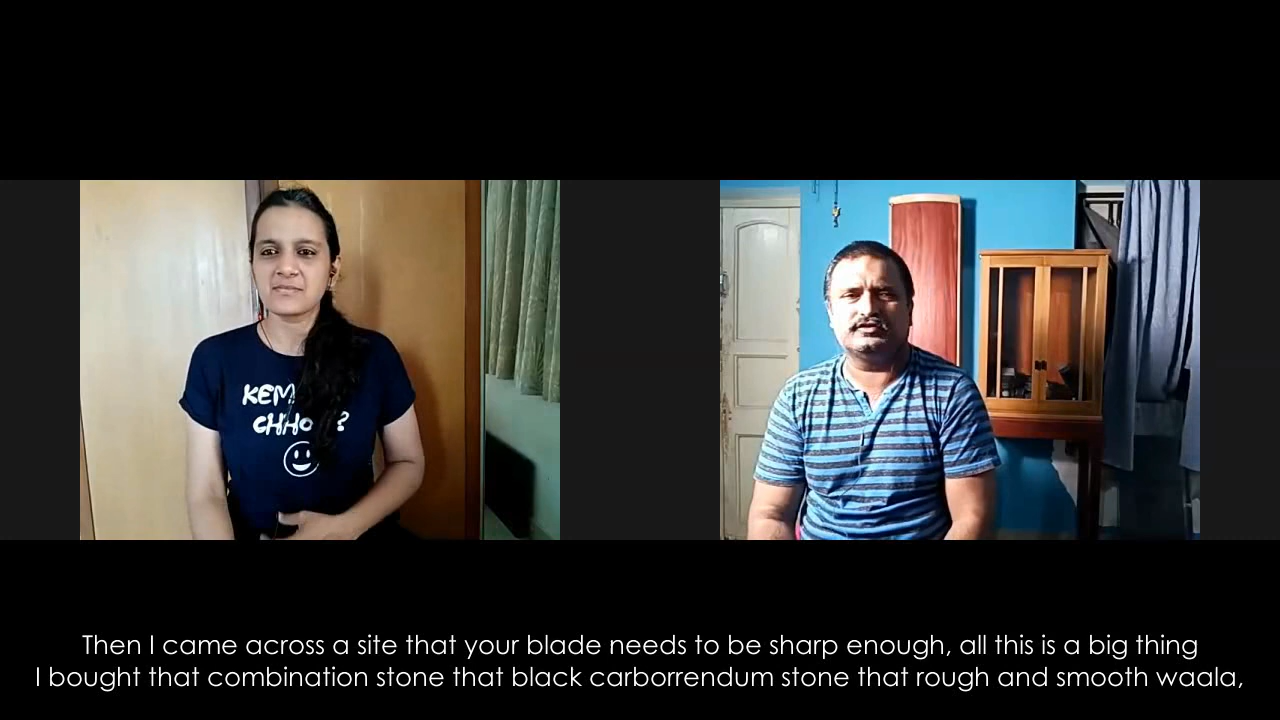 KEM
CHHO ?
Then I came across a site that your blade needs to be sharp enough, all this is a big thing
I bought that combination stone that black carborrendum stone that rough and smooth waala,